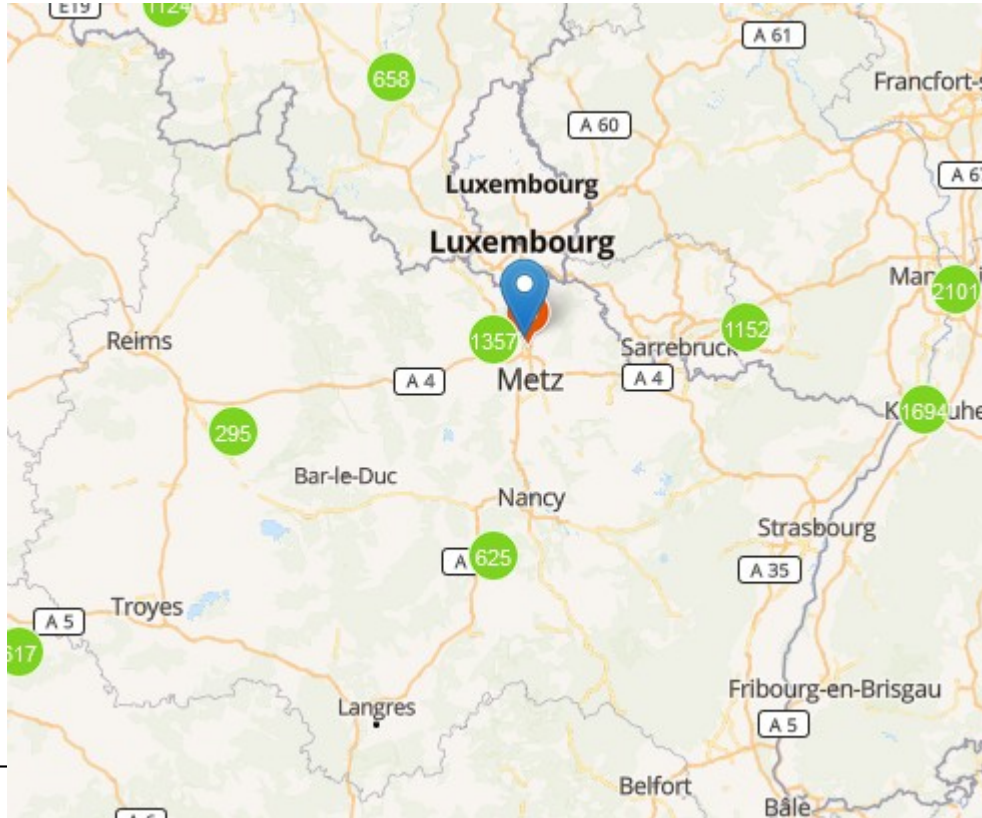 E19
1124
658
A 61
Francfort-s
A 60
A 67
Luxembourg
Luxembourg
Man
2101
1357
1152
Reims
Sarrebruck
A 4
Metz
A 4
295
K
1694
uhe
Bar-le-Duc
Nancy
Strasbourg
A
625
A 35
Troyes
A 5
617
Fribourg-en-Brisgau
Langres
A 5
Belfort
Bâle